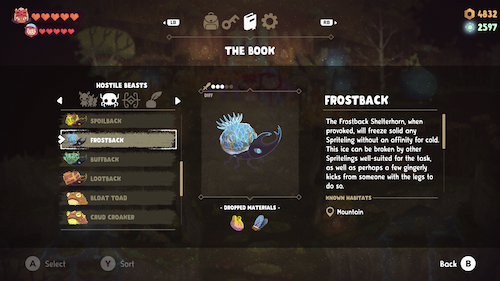 4832
2597
LB
RB
THE BOOK
HOSTILE BEASTS
SPOILBACK
FROSTBACK
BUFFBACK
LOOTBACK
BLOAT TOAD
CRUD CROAKER
DIFF
- DROPPED MATERIALS -
FROSTBACK
The Frostback Shelterhorn, when
provoked, will freeze solid any
Spriteling without an affinity for cold.
This ice can be broken by other
Spritelings well-suited for the task,
as well as perhaps a few gingerly
kicks from someone with the legs to
do so.
KNOWN HABITATS
Mountain
A Select
Y Sort
Back B